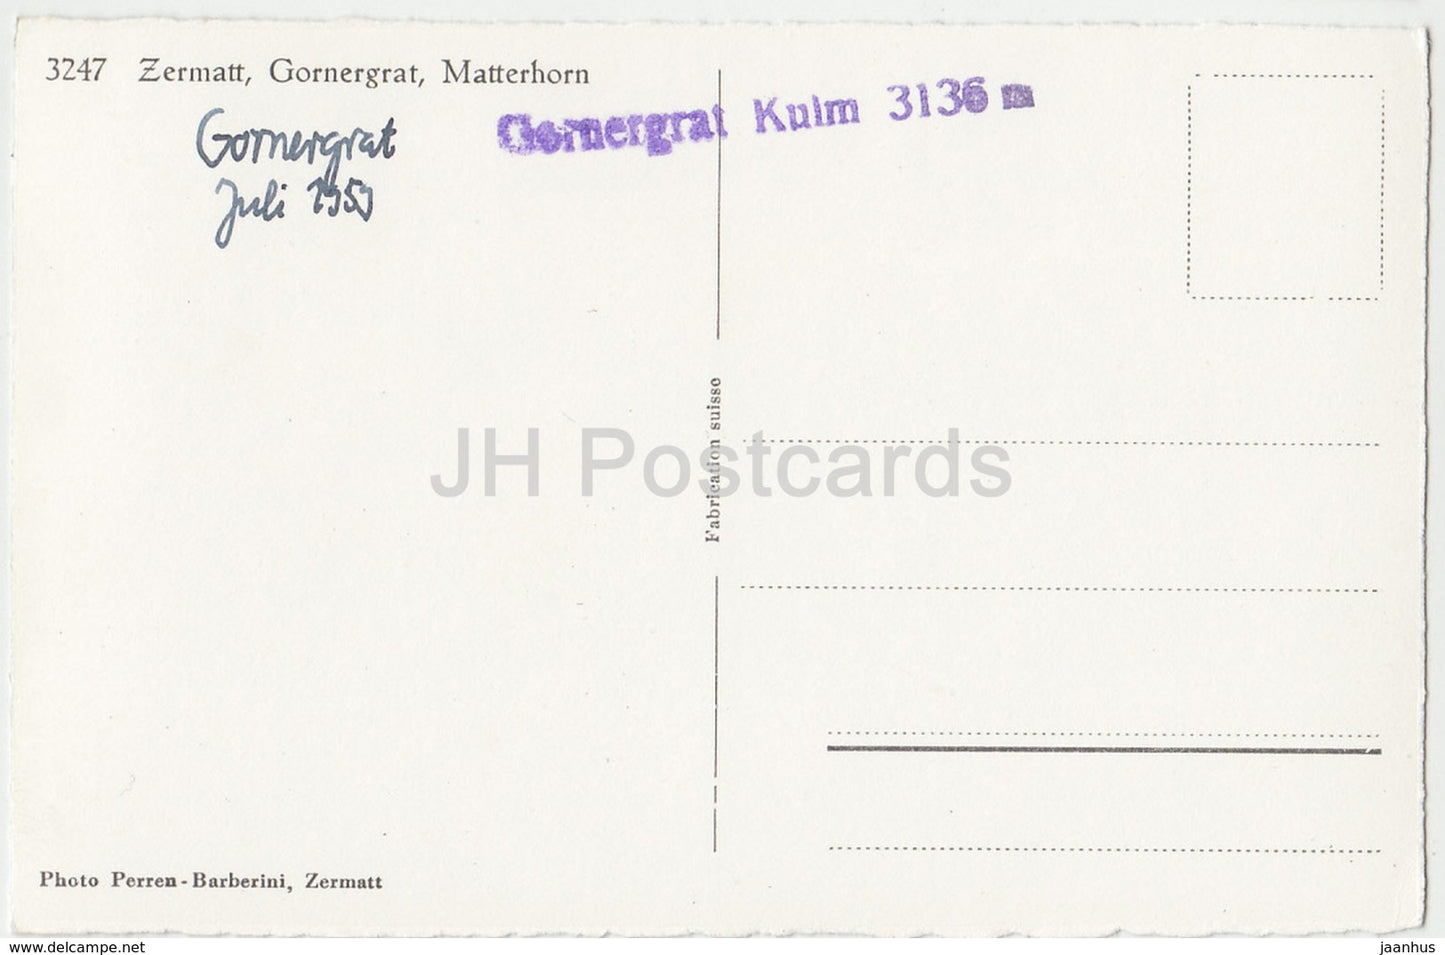 3247 Zermatt, Gornergrat, Matterhorn
Gornergrat Kulm 3136 m
Gornergrat
Juli 1953
Fabrication suisse
JH Postcards
Photo Perren-Barberini, Zermatt
www.delcampe.net
jaanhus